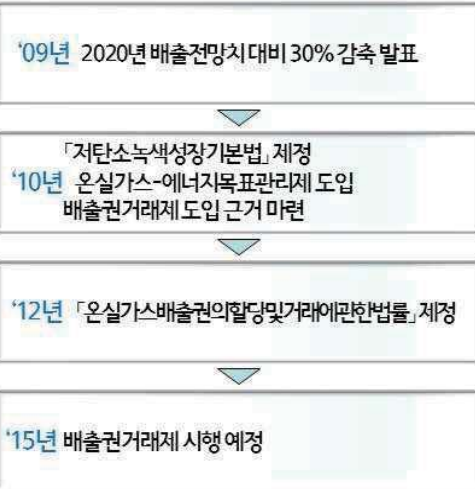 ‘09년 2020년 배출전망치 대비 30% 감축 발표
「저탄소녹색성장기본법」 제정
‘10년 온실가스-에너지목표관리제 도입
배출권거래제 도입 근거 마련
‘12년 「온실가스배출권의할당및거래에관한법률」 제정
‘15년 배출권거래제 시행 예정